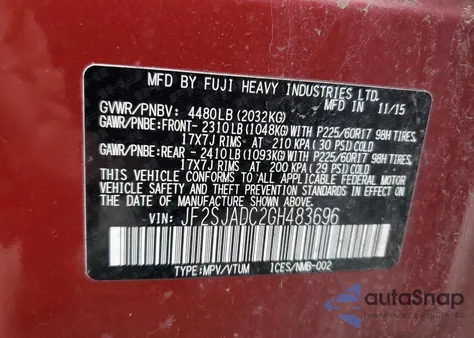 MFD BY FUJI HEAVY INDUSTRIES LTD.
MFD IN 11/15
GVWR/PNBV: 4480LB (2032KG)
GAWR/PNBE:FRONT- 2310LB (1048KG)WITH P225/60R17 98H TIRES,
17X7J RIMS AT 210 KPA( 30 PSI)COLD
GAWR/PNBE:REAR - 2410LB (1093KG)WITH P225/60R17 98H TIRES,
17X7J RIMS AT 200 KPA( 29 PSI)COLD
THIS VEHICLE CONFORMS TO ALL APPLICABLE FEDERAL MOTOR
VEHICLE SAFETY AND BUMPER STANDARDS IN EFFECT ON
THE DATE OF MANUFACTURE SHOWN ABOVE.
VIN: JF2SJADC2GH483696
TYPE:MPV/VTUM ICES/NMB-002
autoSnap